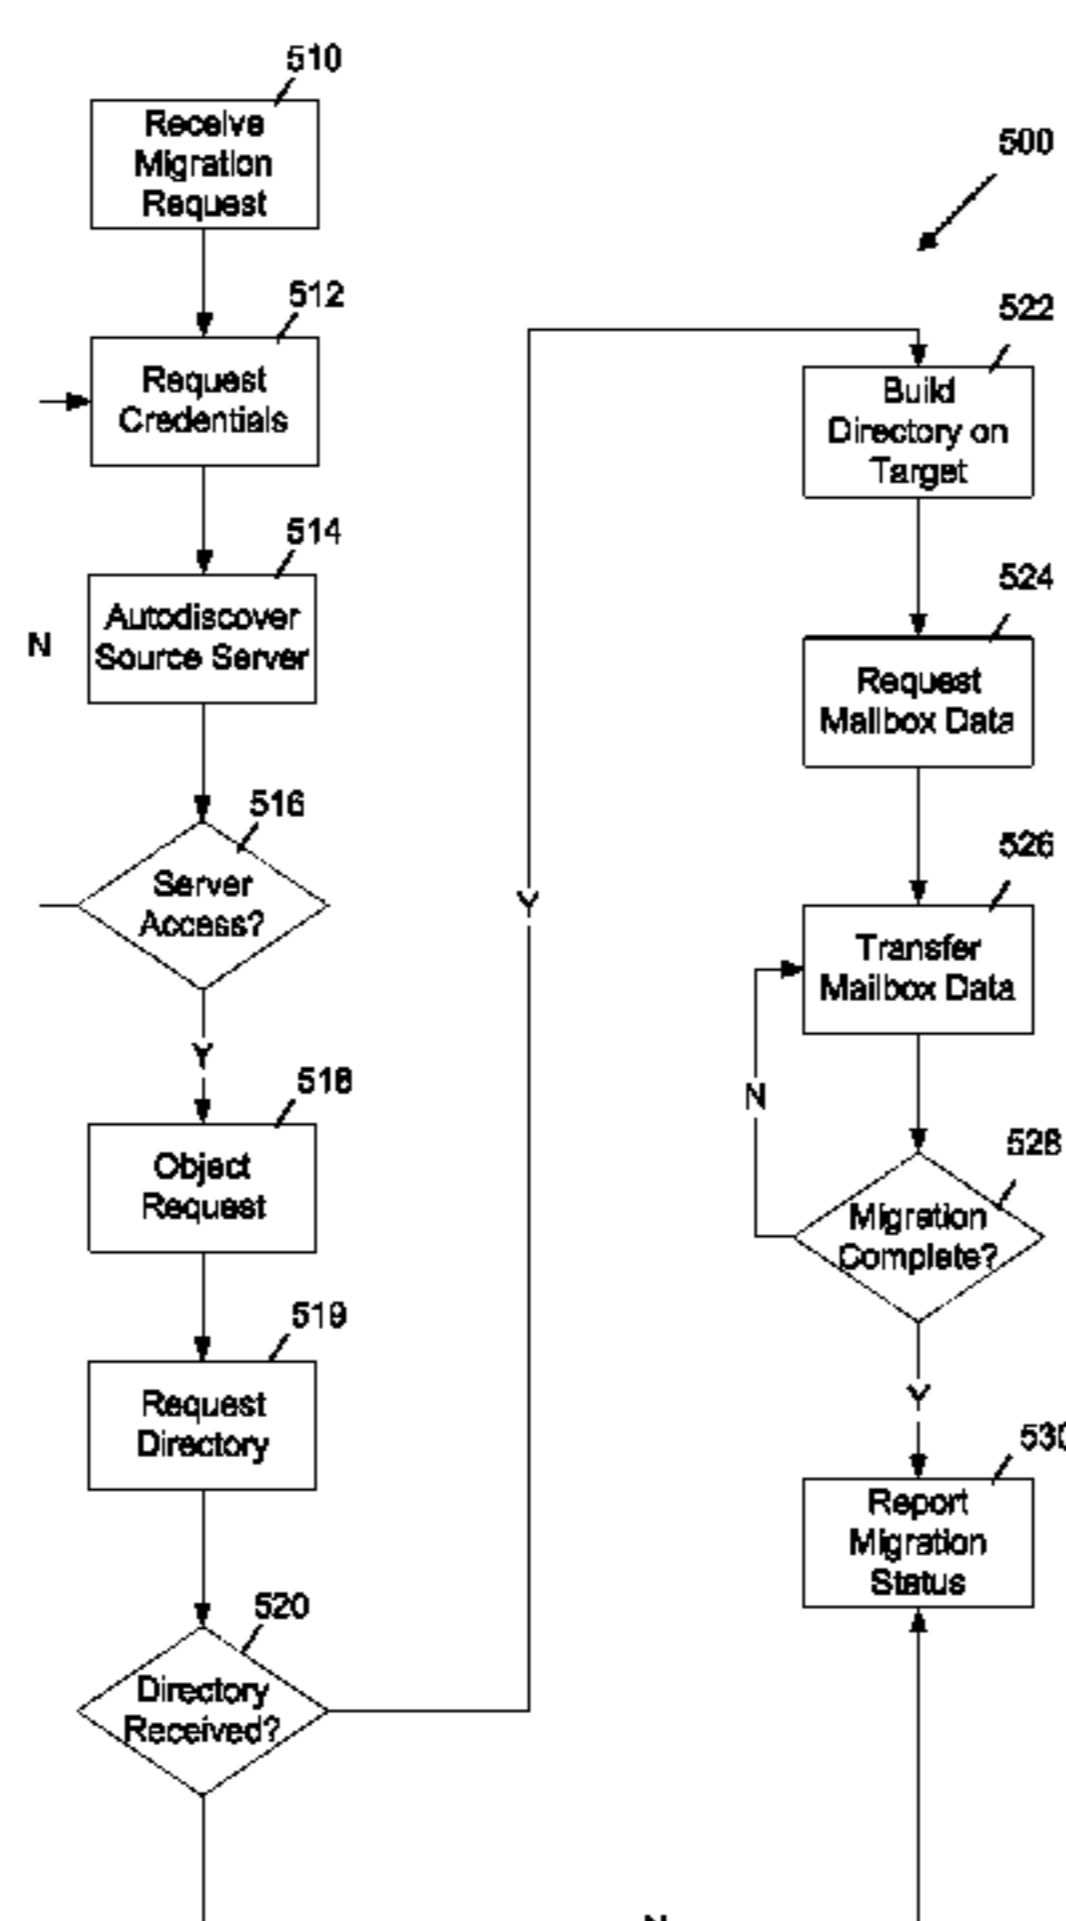 510
Receive
Migration
Request
512
Request
Credentials
514
Autodiscover
Source Server
N
516
Server
Access?
Y
518
Object
Request
519
Request
Directory
520
Directory
Received?
Y
500
522
Build
Directory on
Target
524
Request
Mailbox Data
526
Transfer
Mailbox Data
N
528
Migration
Complete?
Y
530
Report
Migration
Status
N